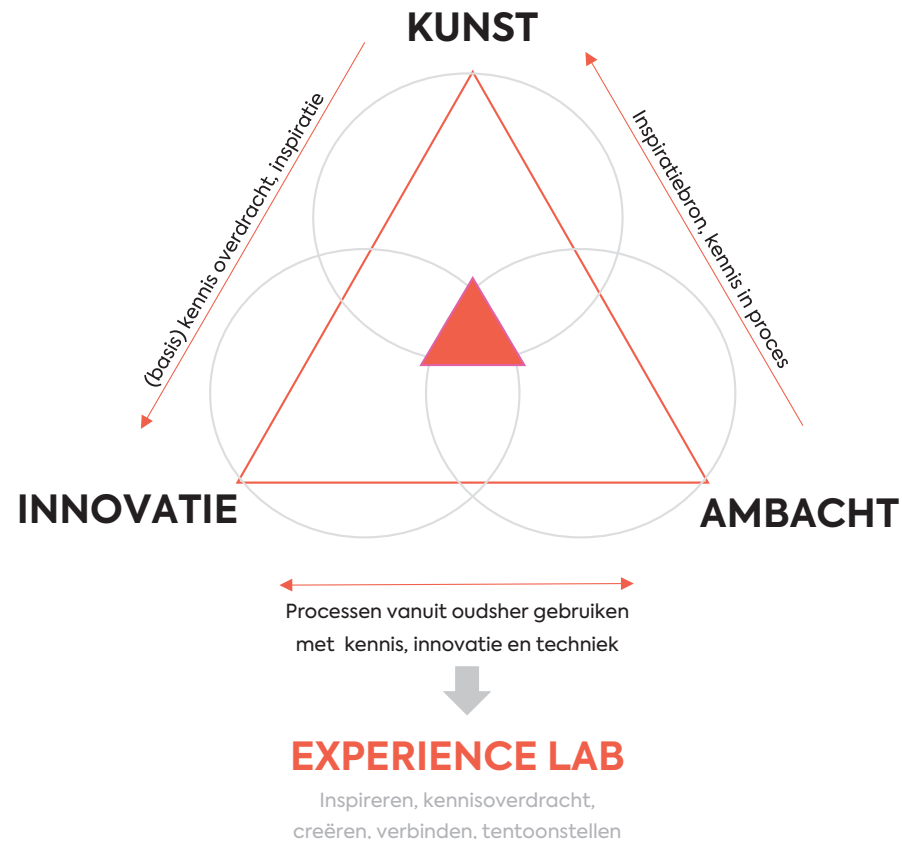 KUNST
(basis) kennis overdracht, inspiratie
Inspiratiebron, kennis in proces
INNOVATIE
AMBACHT
Processen vanuit oudsher gebruiken
met kennis, innovatie en techniek
EXPERIENCE LAB
Inspireren, kennisoverdracht,
creëren, verbinden, tentoonstellen